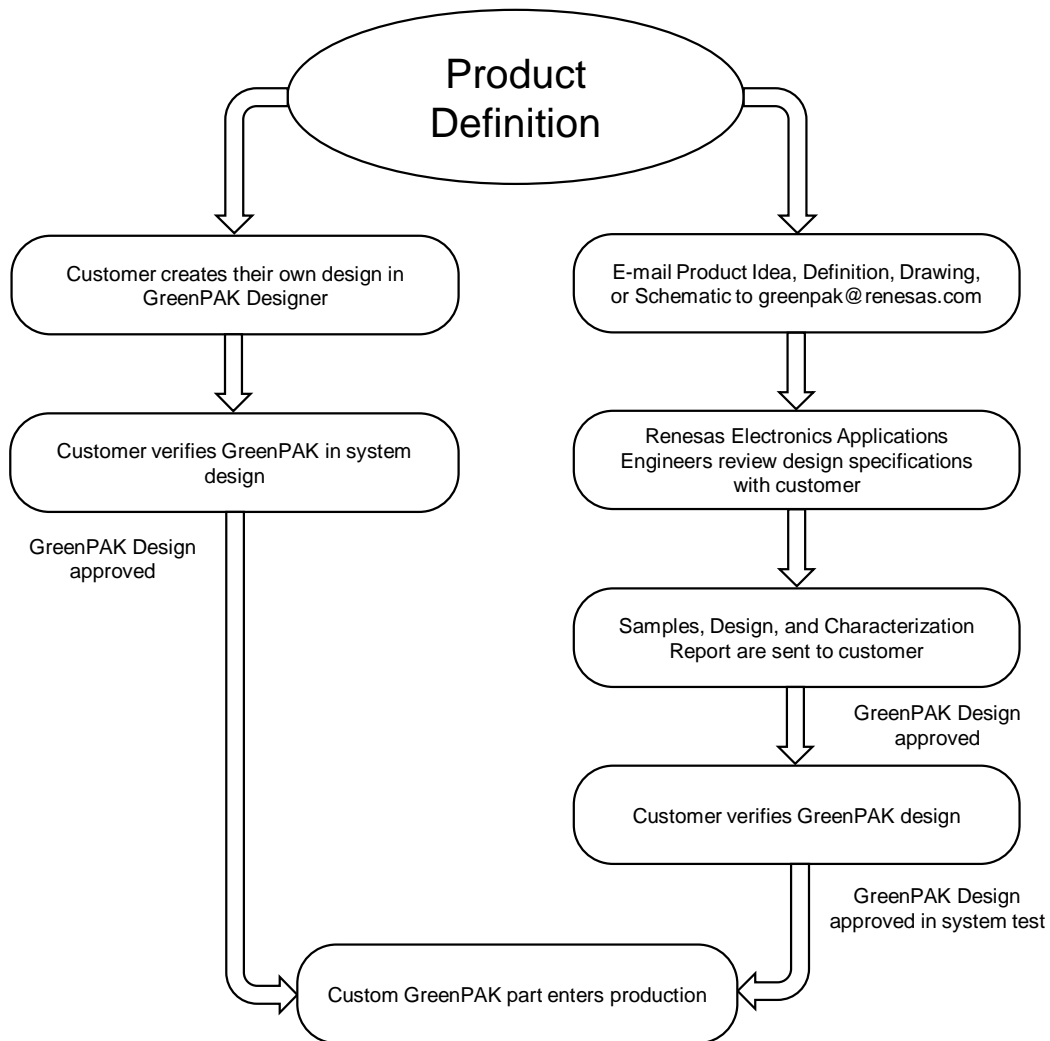 Product
Definition
Customer creates their own design in
GreenPAK Designer
Customer verifies GreenPAK in system
design
GreenPAK Design
approved
E-mail Product Idea, Definition, Drawing,
or Schematic to greenpak@renesas.com
Renesas Electronics Applications
Engineers review design specifications
with customer
Samples, Design, and Characterization
Report are sent to customer
GreenPAK Design
approved
Customer verifies GreenPAK design
GreenPAK Design
approved in system test
Custom GreenPAK part enters production